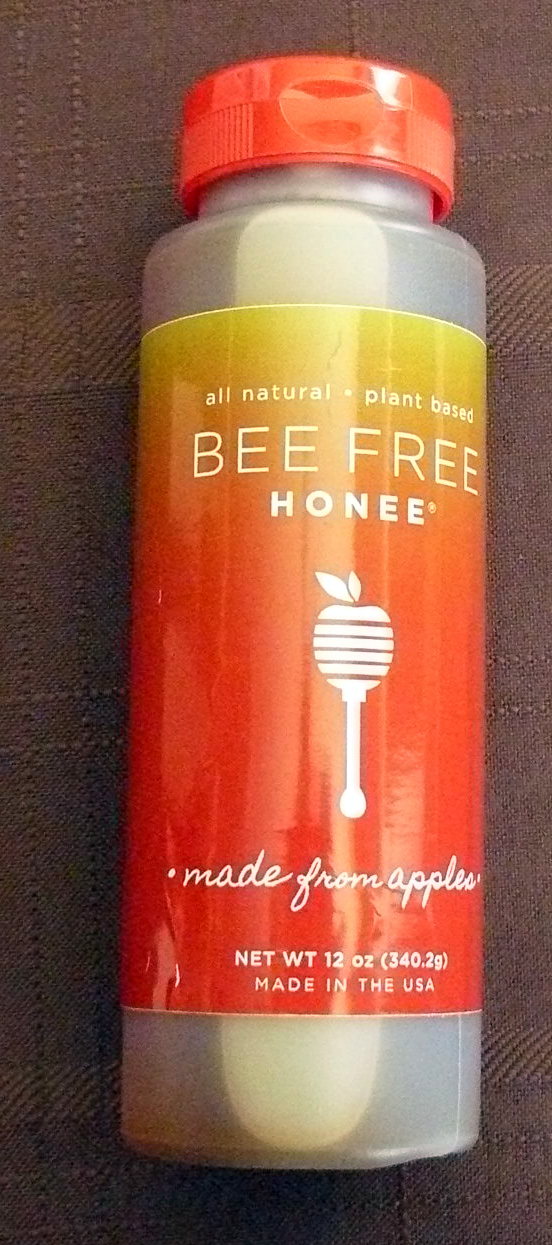 all natural • plant based
BEE FREE
HONEE®
•made from apples•
NET WT 12 oz (340.2g)
MADE IN THE USA